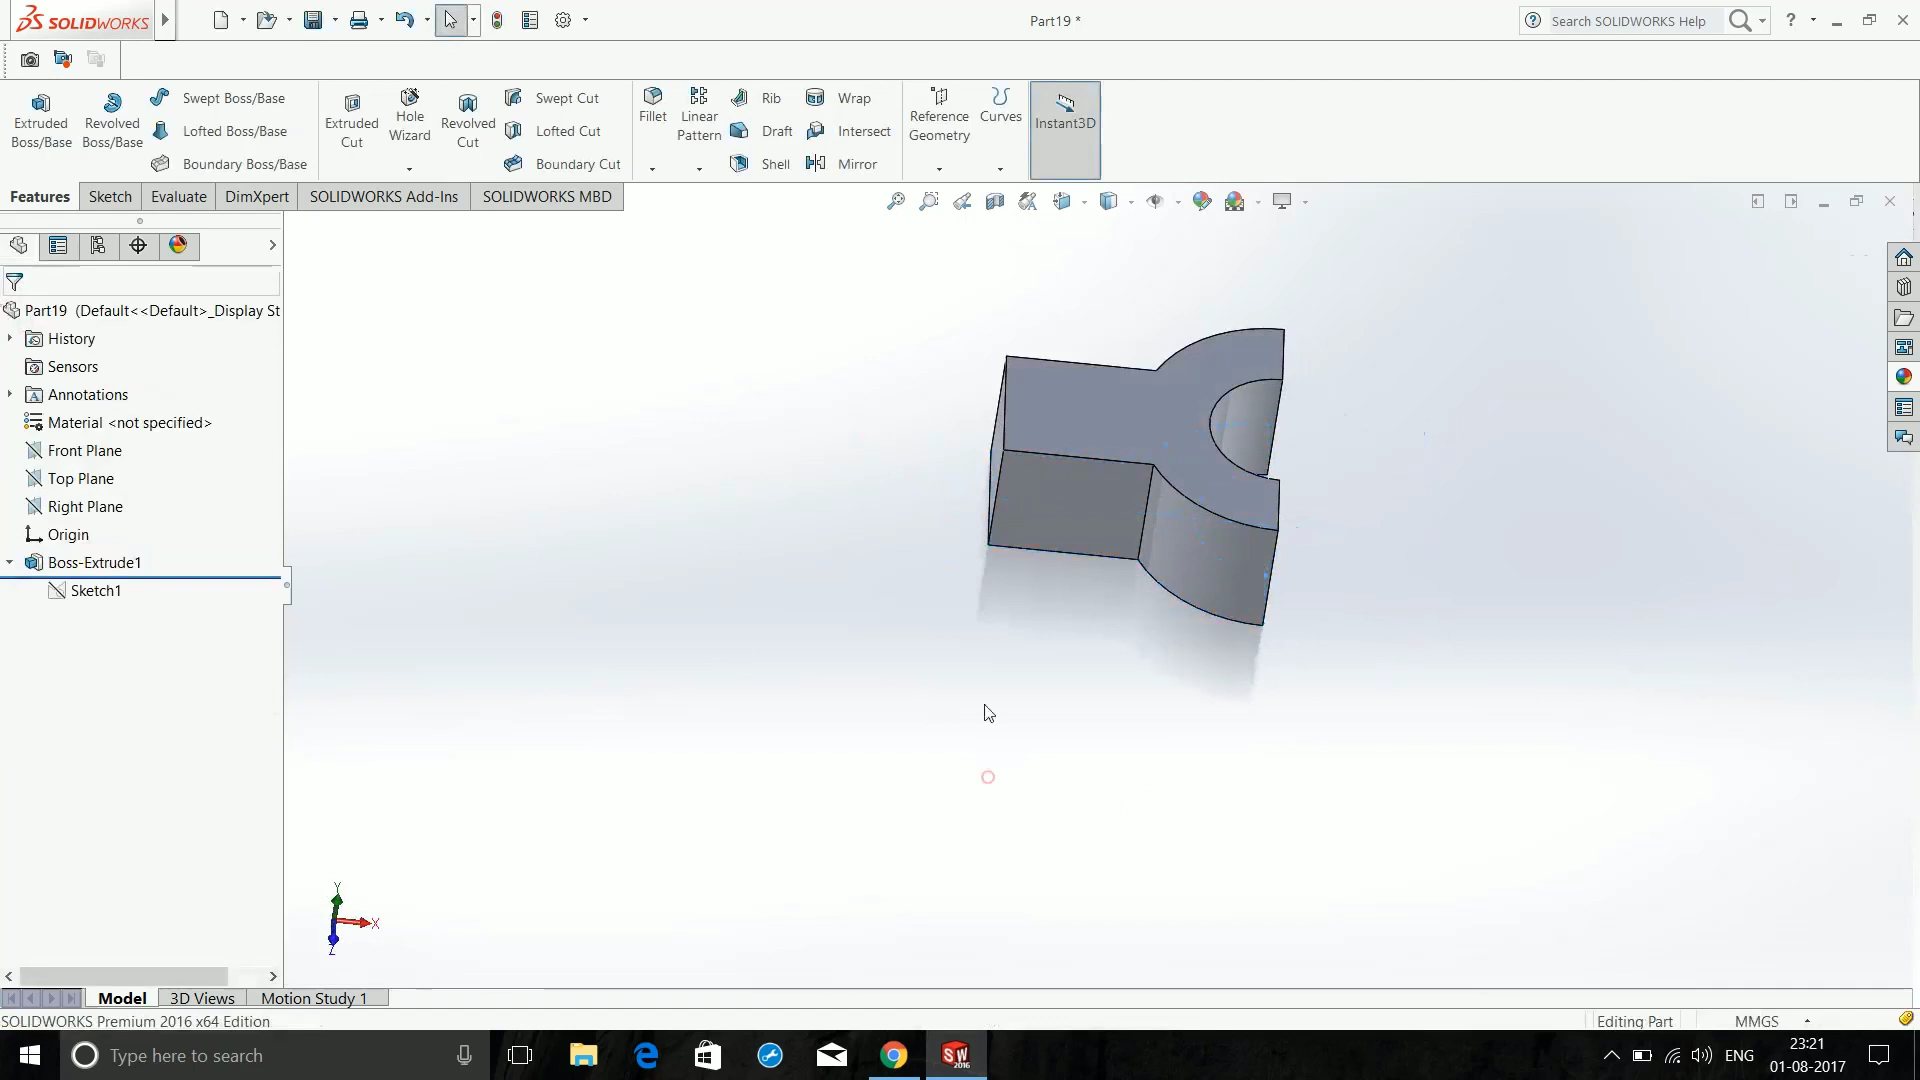 SOLIDWORKS
Part19 *
Search SOLIDWORKS Help
Extruded Boss/Base
Revolved Boss/Base
Swept Boss/Base
Lofted Boss/Base
Boundary Boss/Base
Extruded Cut
Hole Wizard
Revolved Cut
Swept Cut
Lofted Cut
Boundary Cut
Fillet
Linear Pattern
Rib
Draft
Shell
Wrap
Intersect
Mirror
Reference Geometry
Curves
Instant3D
Features
Sketch
Evaluate
DimXpert
SOLIDWORKS Add-Ins
SOLIDWORKS MBD
Part19 (Default<<Default>_Display St
History
Sensors
Annotations
Material <not specified>
Front Plane
Top Plane
Right Plane
Origin
Boss-Extrude1
Sketch1
Y
X
Z
Model
3D Views
Motion Study 1
SOLIDWORKS Premium 2016 x64 Edition
Editing Part
MMGS
Type here to search
SW
2016
ENG
23:21
01-08-2017